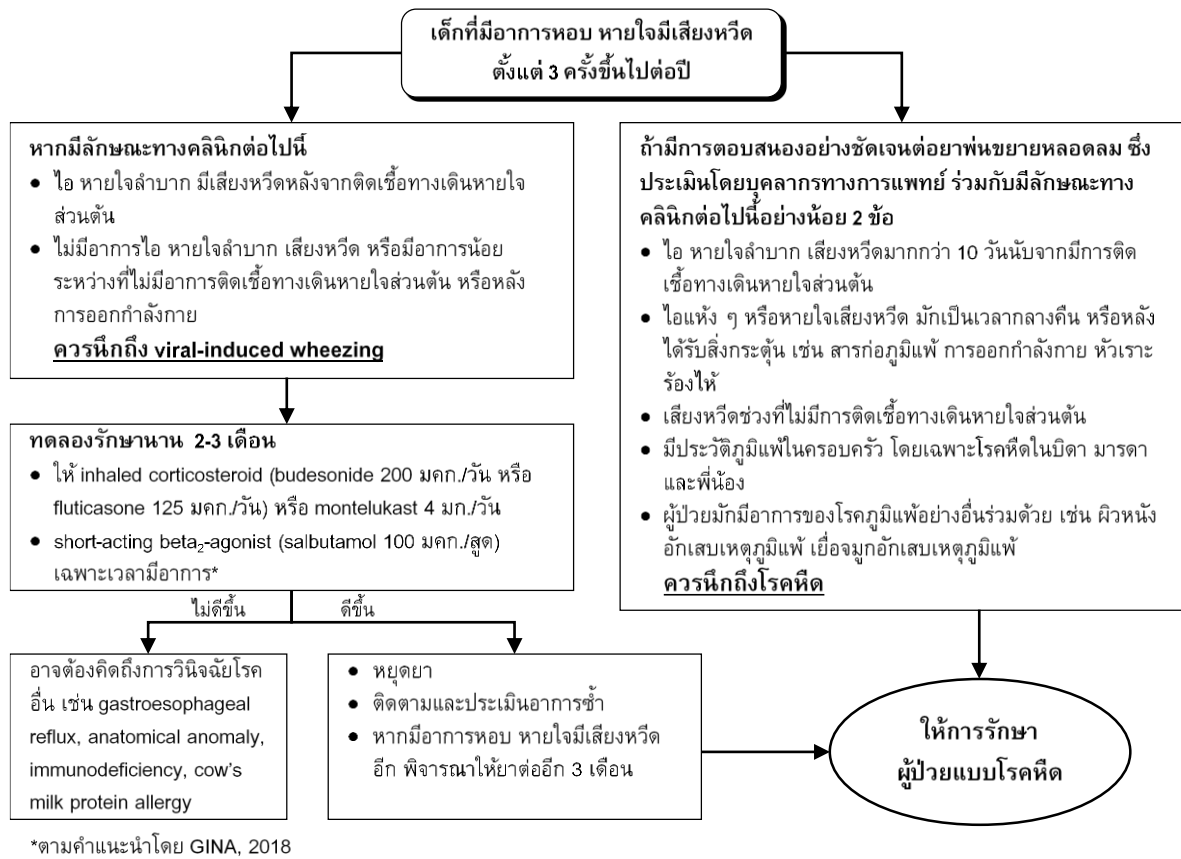 เด็กที่มีอาการหอบ หายใจมีเสียงหวีด
ตั้งแต่ 3 ครั้งขึ้นไปต่อปี
หากมีลักษณะทางคลินิกต่อไปนี้
• ไอ หายใจลำบาก มีเสียงหวีดหลังจากติดเชื้อทางเดินหายใจ
ส่วนต้น
• ไม่มีอาการไอ หายใจลำบาก เสียงหวีด หรือมีอาการน้อย
ระหว่างที่ไม่มีอาการติดเชื้อทางเดินหายใจส่วนต้น หรือหลัง
การออกกำลังกาย
ควรนึกถึง viral-induced wheezing
ทดลองรักษานาน 2-3 เดือน
• ให้ inhaled corticosteroid (budesonide 200 มคก./วัน หรือ
fluticasone 125 มคก./วัน) หรือ montelukast 4 มก./วัน
• short-acting beta₂-agonist (salbutamol 100 มคก./สูด)
เฉพาะเวลามีอาการ*
ไม่ดีขึ้น
ดีขึ้น
อาจต้องคิดถึงการวินิจฉัยโรค
อื่น เช่น gastroesophageal
reflux, anatomical anomaly,
immunodeficiency, cow's
milk protein allergy
• หยุดยา
• ติดตามและประเมินอาการซ้ำ
• หากมีอาการหอบ หายใจมีเสียงหวีด
อีก พิจารณาให้ยาต่ออีก 3 เดือน
ถ้ามีการตอบสนองอย่างชัดเจนต่อยาพ่นขยายหลอดลม ซึ่ง
ประเมินโดยบุคลากรทางการแพทย์ ร่วมกับมีลักษณะทาง
คลินิกต่อไปนี้อย่างน้อย 2 ข้อ
• ไอ หายใจลำบาก เสียงหวีดมากกว่า 10 วันนับจากมีการติด
เชื้อทางเดินหายใจส่วนต้น
• ไอแห้ง ๆ หรือหายใจเสียงหวีด มักเป็นเวลากลางคืน หรือหลัง
ได้รับสิ่งกระตุ้น เช่น สารก่อภูมิแพ้ การออกกำลังกาย หัวเราะ
ร้องไห้
• เสียงหวีดช่วงที่ไม่มีการติดเชื้อทางเดินหายใจส่วนต้น
• มีประวัติภูมิแพ้ในครอบครัว โดยเฉพาะโรคหืดในบิดา มารดา
และพี่น้อง
• ผู้ป่วยมักมีอาการของโรคภูมิแพ้อย่างอื่นร่วมด้วย เช่น ผิวหนัง
อักเสบเหตุภูมิแพ้ เยื่อจมูกอักเสบเหตุภูมิแพ้
ควรนึกถึงโรคหืด
ให้การรักษา
ผู้ป่วยแบบโรคหืด
*ตามคำแนะนำโดย GINA, 2018